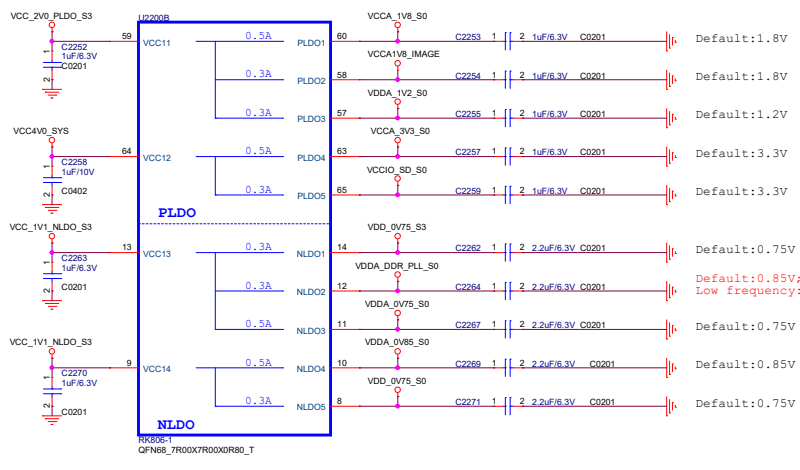 U2200B
VCC_2V0_PLDO_S3
59 VCC11
1 C2252
1uF/6.3V
2 C0201
0.5A PLDO1 60 VCCA_1V8_S0 C2253 1 2 1uF/6.3V C0201 Default:1.8V
0.3A PLDO2 58 VCCA1V8_IMAGE C2254 1 2 1uF/6.3V C0201 Default:1.8V
0.3A PLDO3 57 VDDA_1V2_S0 C2255 1 2 1uF/6.3V C0201 Default:1.2V
VCC4V0_SYS
64 VCC12
1 C2258
1uF/10V
2 C0402
0.5A PLDO4 63 VCCA_3V3_S0 C2257 1 2 1uF/6.3V C0201 Default:3.3V
0.3A PLDO5 65 VCCIO_SD_S0 C2259 1 2 1uF/6.3V C0201 Default:3.3V
PLDO
VCC_1V1_NLDO_S3
13 VCC13
1 C2263
1uF/6.3V
2 C0201
0.3A NLDO1 14 VDD_0V75_S3 C2262 1 2 2.2uF/6.3V C0201 Default:0.75V
0.3A NLDO2 12 VDDA_DDR_PLL_S0 C2264 1 2 2.2uF/6.3V C0201 Default:0.85V;
Low frequency:
0.5A NLDO3 11 VDDA_0V75_S0 C2267 1 2 2.2uF/6.3V C0201 Default:0.75V
VCC_1V1_NLDO_S3
9 VCC14
1 C2270
1uF/6.3V
2 C0201
0.5A NLDO4 10 VDDA_0V85_S0 C2269 1 2 2.2uF/6.3V C0201 Default:0.85V
0.3A NLDO5 8 VDD_0V75_S0 C2271 1 2 2.2uF/6.3V C0201 Default:0.75V
NLDO
RK806-1
QFN68_7R00X7R00X0R80_T